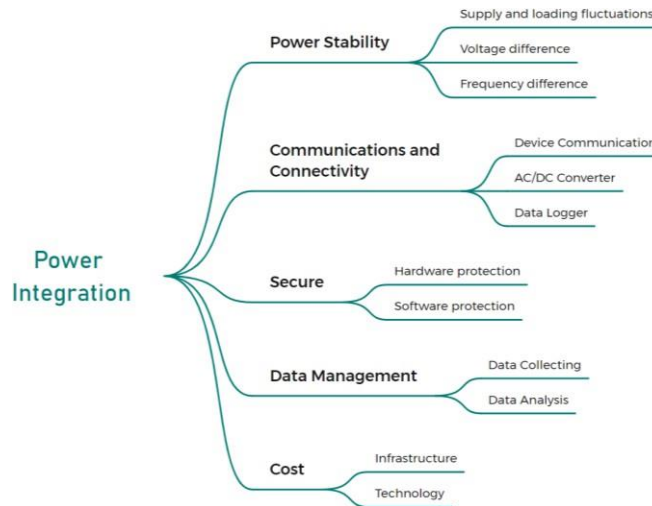 Power
Integration
Power Stability
Supply and loading fluctuations
Voltage difference
Frequency difference
Communications and
Connectivity
Device Communication
AC/DC Converter
Data Logger
Secure
Hardware protection
Software protection
Data Management
Data Collecting
Data Analysis
Cost
Infrastructure
Technology